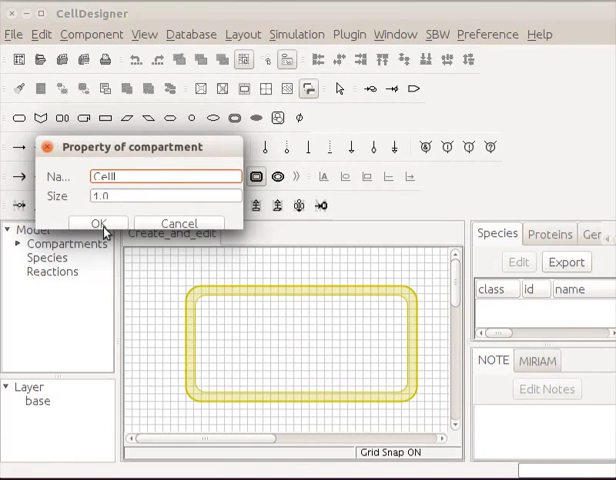 CellDesigner
File Edit Component View Database Layout Simulation Plugin Window SBW Preference Help
Property of compartment
Na... Cell
Size 1.0
OK Cancel
Model
Compartments
Species
Reactions
Create_and_edit
Species Proteins Ger
Edit Export
class id name
NOTE MIRIAM
Edit Notes
Layer
base
Grid Snap ON